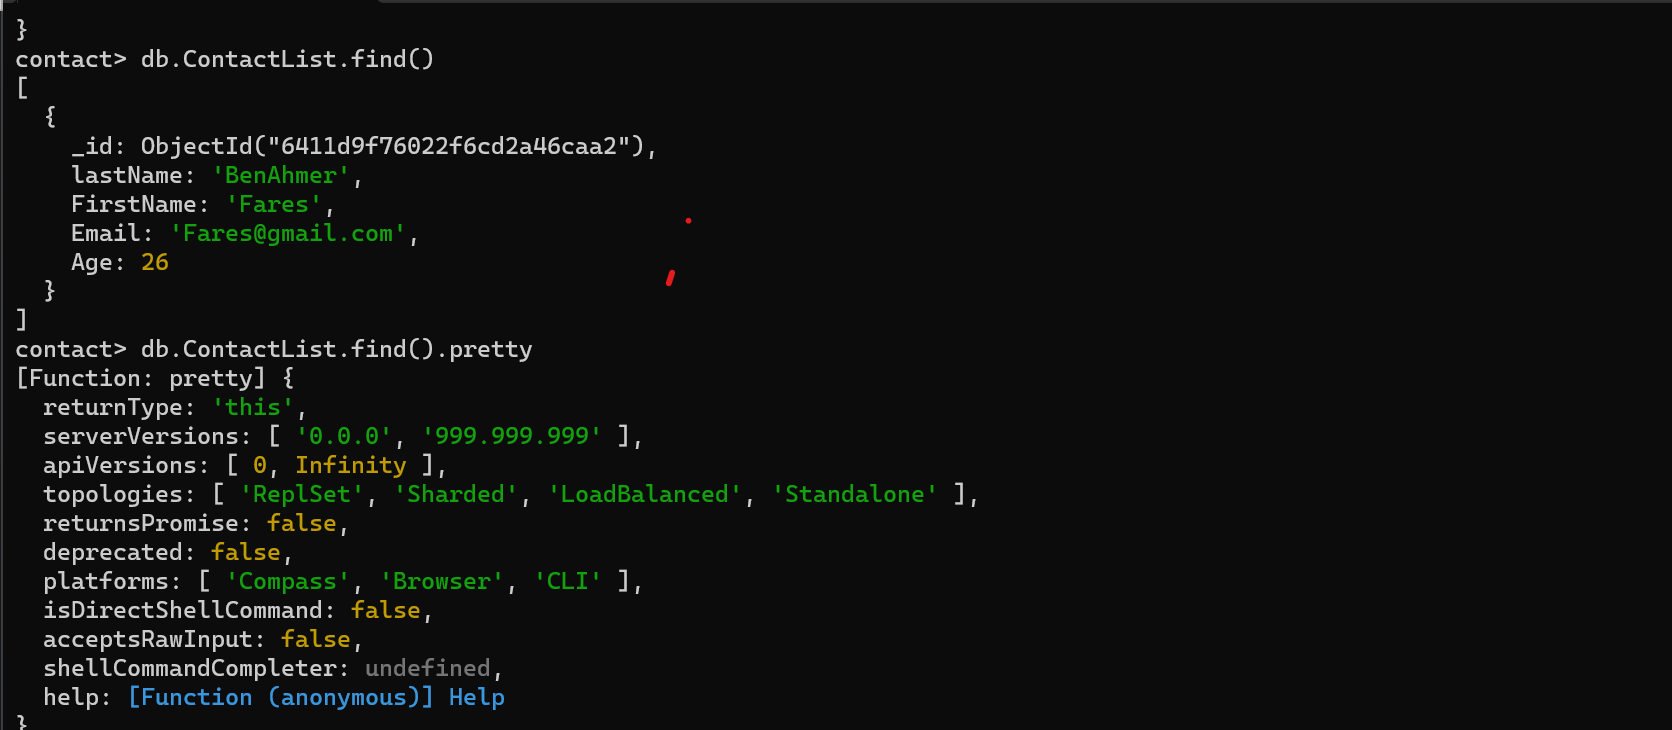 }
contact> db.ContactList.find()
[
  {
    _id: ObjectId("6411d9f76022f6cd2a46caa2"),
    lastName: 'BenAhmer',
    FirstName: 'Fares',
    Email: 'Fares@gmail.com',
    Age: 26
  }
]
contact> db.ContactList.find().pretty
[Function: pretty] {
  returnType: 'this',
  serverVersions: [ '0.0.0', '999.999.999' ],
  apiVersions: [ 0, Infinity ],
  topologies: [ 'ReplSet', 'Sharded', 'LoadBalanced', 'Standalone' ],
  returnsPromise: false,
  deprecated: false,
  platforms: [ 'Compass', 'Browser', 'CLI' ],
  isDirectShellCommand: false,
  acceptsRawInput: false,
  shellCommandCompleter: undefined,
  help: [Function (anonymous)] Help
}